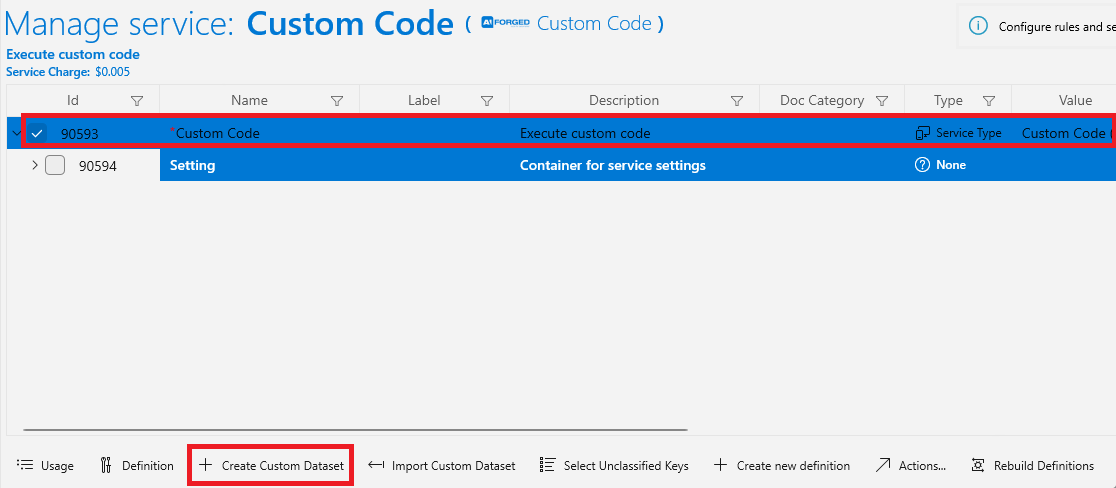 Manage service: Custom Code ( AIFORGED Custom Code )
Configure rules and se
Execute custom code
Service Charge: $0.005
Id Name Label Description Doc Category Type Value
90593 *Custom Code Execute custom code Service Type Custom Code (
90594 Setting Container for service settings None
Usage Definition Create Custom Dataset Import Custom Dataset Select Unclassified Keys Create new definition Actions... Rebuild Definitions